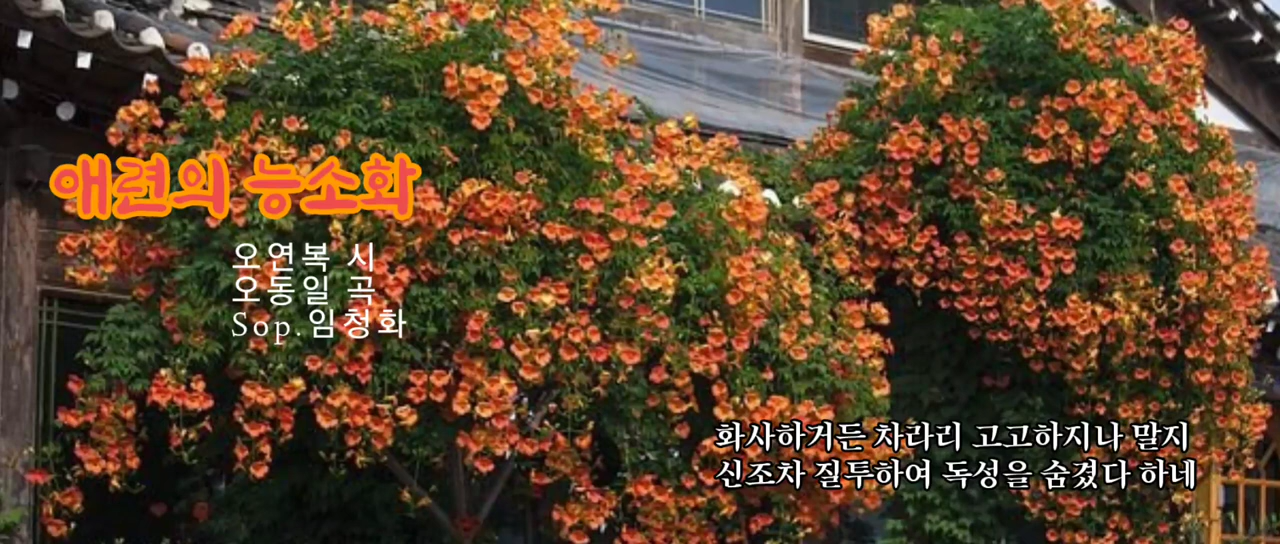 애련의 능소화
오연복 시
오동일 곡
Sop.임청화
화사하거든 차라리 고고하지나 말지
신조차 질투하여 독성을 숨겼다 하네